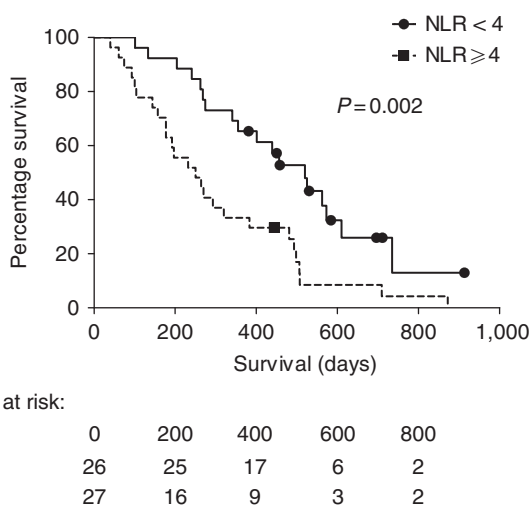 NLR < 4
NLR ⩾ 4
P = 0.002
Percentage survival
100
80
60
40
20
0
0 200 400 600 800 1,000
Survival (days)
at risk:
0 200 400 600 800
26 25 17 6 2
27 16 9 3 2